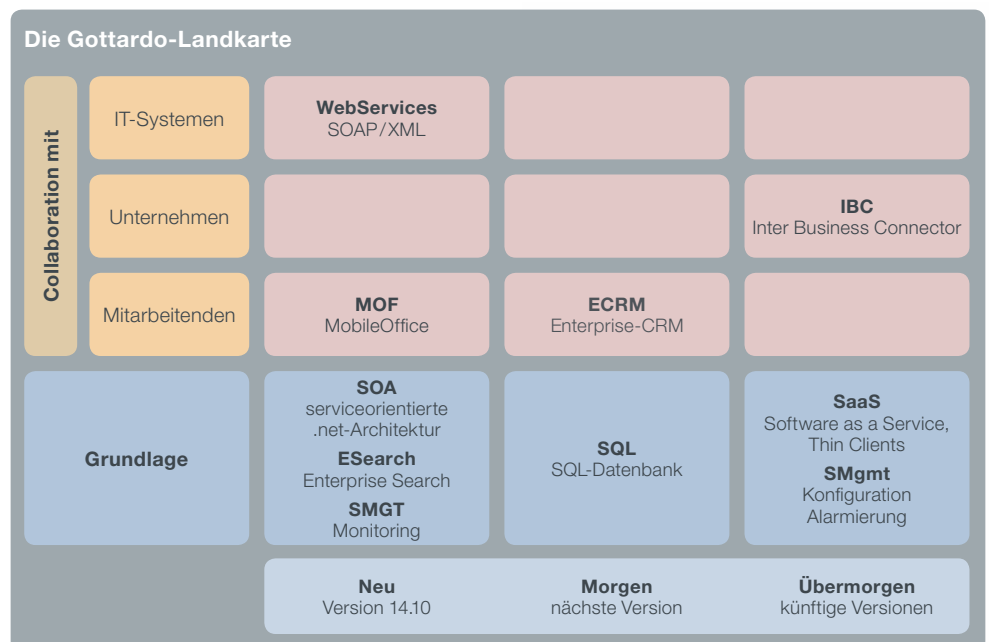 Die Gottardo-Landkarte
Collaboration mit
IT-Systemen
WebServices
SOAP/XML
Unternehmen
IBC
Inter Business Connector
Mitarbeitenden
MOF
MobileOffice
ECRM
Enterprise-CRM
Grundlage
SOA
serviceorientierte
.net-Architektur
ESearch
Enterprise Search
SMGT
Monitoring
SQL
SQL-Datenbank
SaaS
Software as a Service,
Thin Clients
SMgmt
Konfiguration
Alarmierung
Neu
Version 14.10
Morgen
nächste Version
Übermorgen
künftige Versionen